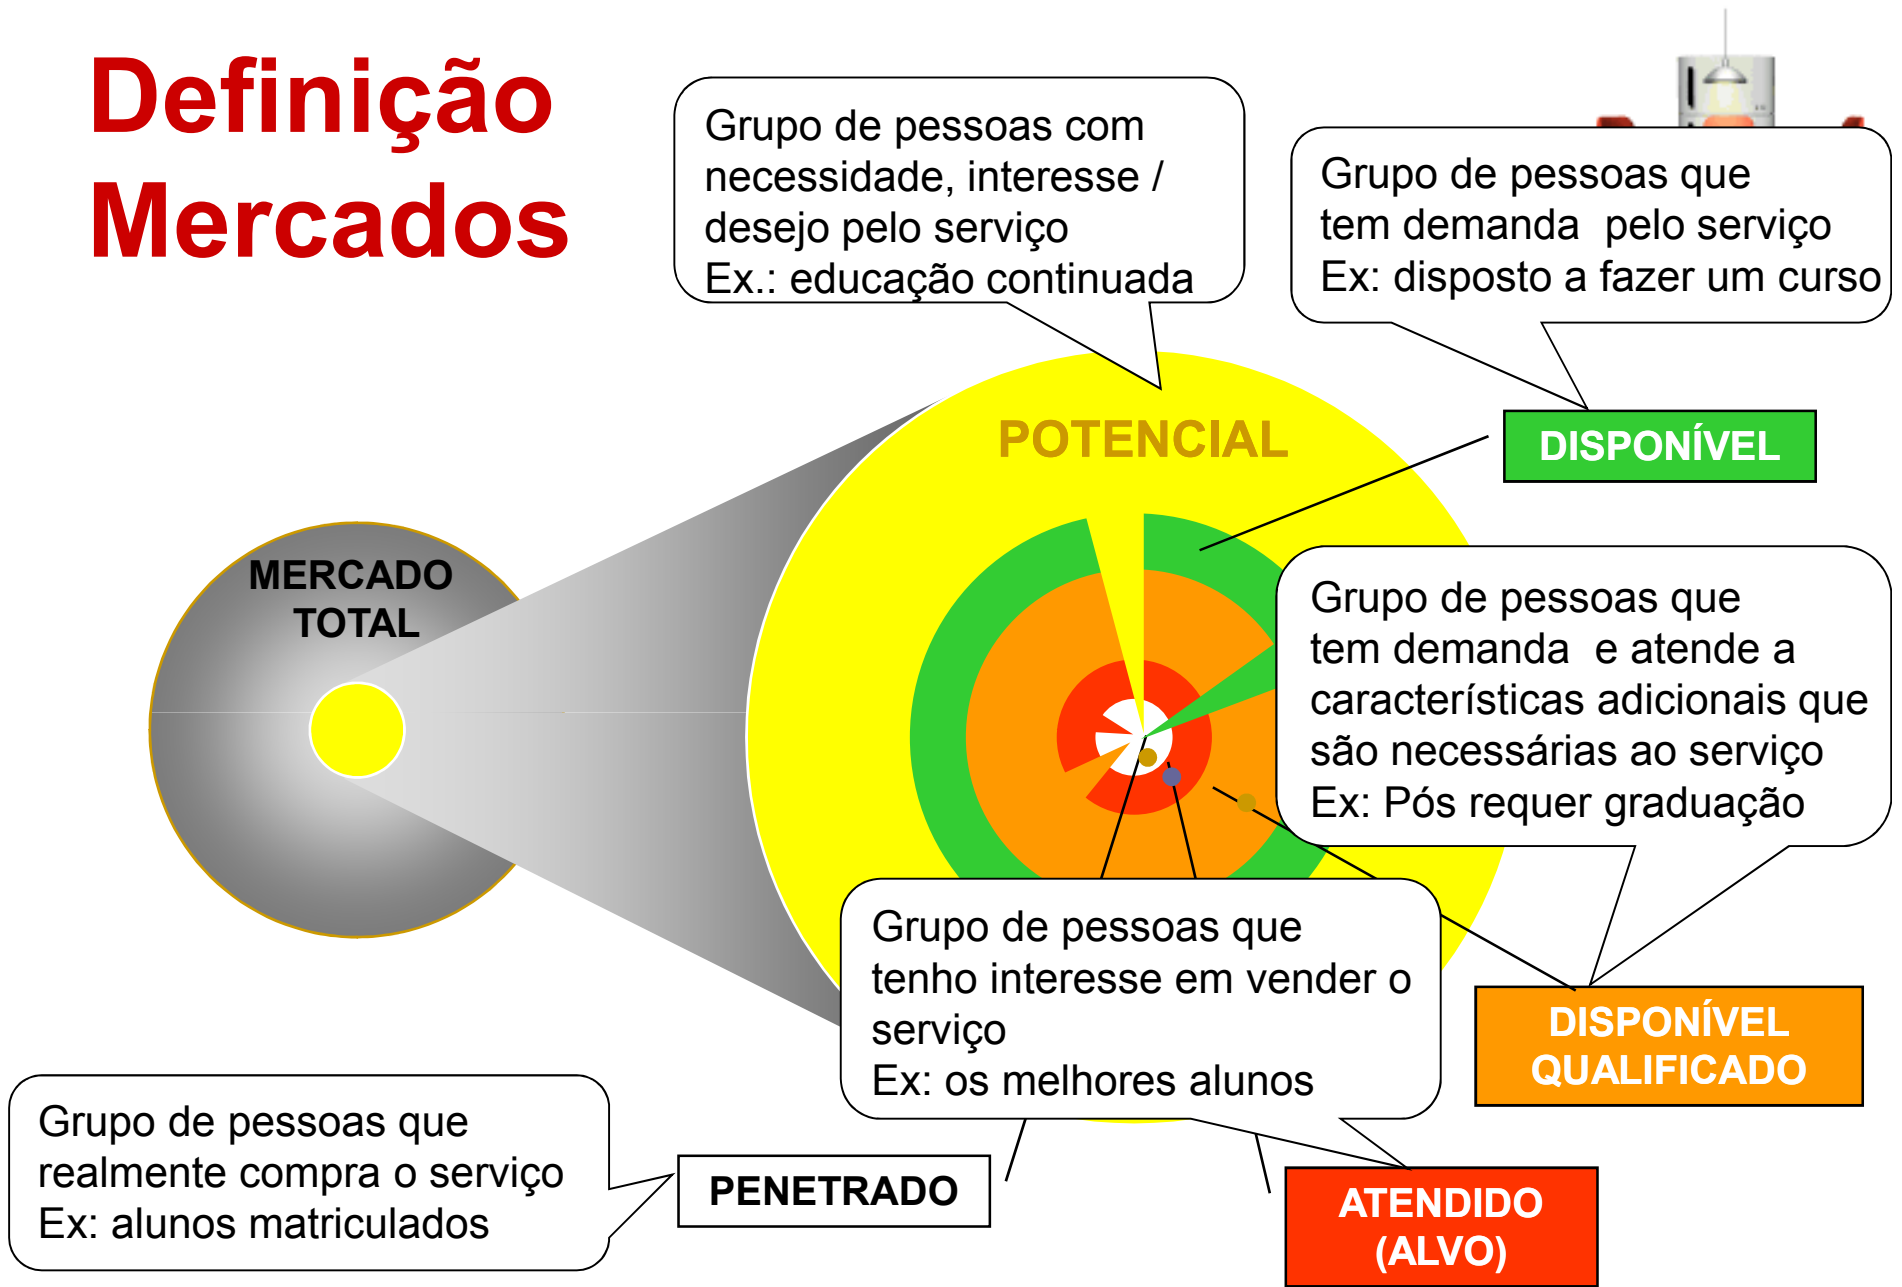 Definição
Mercados
Grupo de pessoas com
necessidade, interesse /
desejo pelo serviço
Ex.: educação continuada
Grupo de pessoas que
tem demanda  pelo serviço
Ex: disposto a fazer um curso
POTENCIAL
DISPONÍVEL
MERCADO
TOTAL
Grupo de pessoas que
tem demanda  e atende a
características adicionais que
são necessárias ao serviço
Ex: Pós requer graduação
Grupo de pessoas que
tenho interesse em vender o
serviço
Ex: os melhores alunos
DISPONÍVEL
QUALIFICADO
Grupo de pessoas que
realmente compra o serviço
Ex: alunos matriculados
PENETRADO
ATENDIDO
(ALVO)